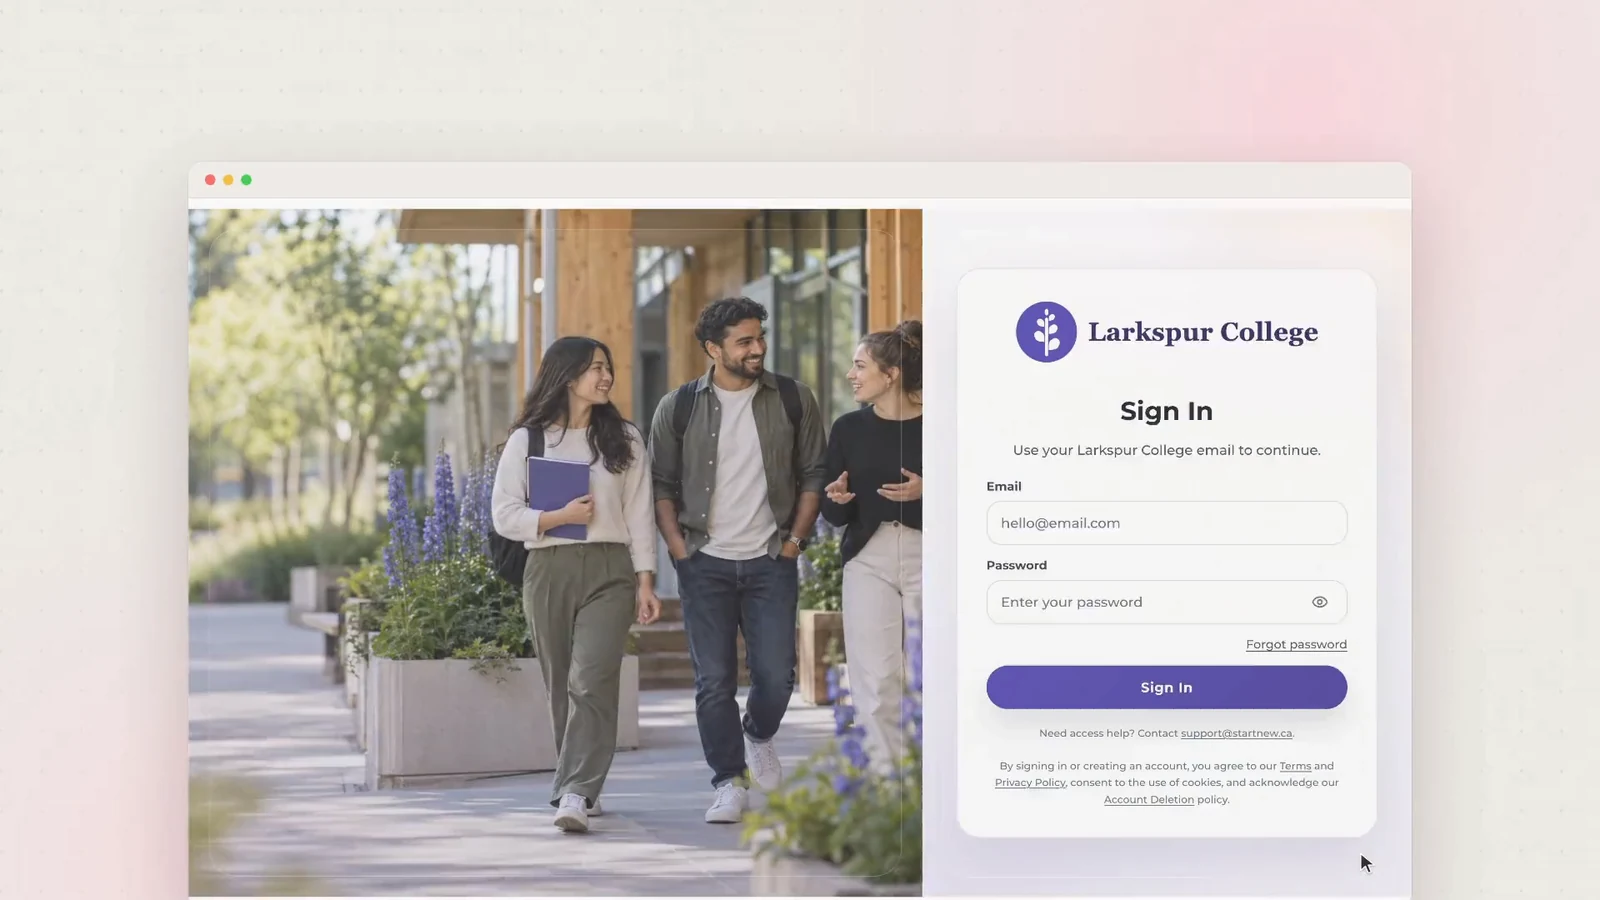 Larkspur College
Sign In
Use your Larkspur College email to continue.
Email
hello@email.com
Password
Enter your password
Forgot password
Sign In
Need access help? Contact support@startnew.ca.
By signing in or creating an account, you agree to our Terms and
Privacy Policy, consent to the use of cookies, and acknowledge our
Account Deletion policy.